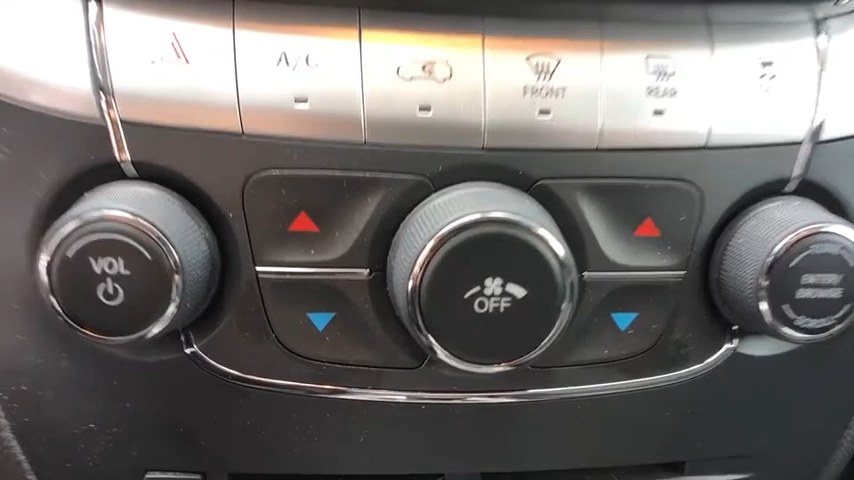 A/C
FRONT
REAR
VOL
OFF
ENTER
BROWSE